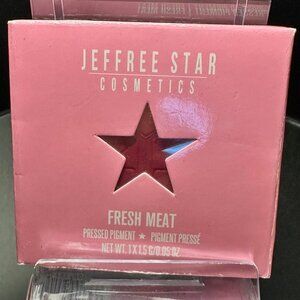 JEFFREE STAR
COSMETICS
FRESH MEAT
PRESSED PIGMENT ★ PIGMENT PRESSÉ
NET WT. 1 X 1.5 G/0.05 OZ